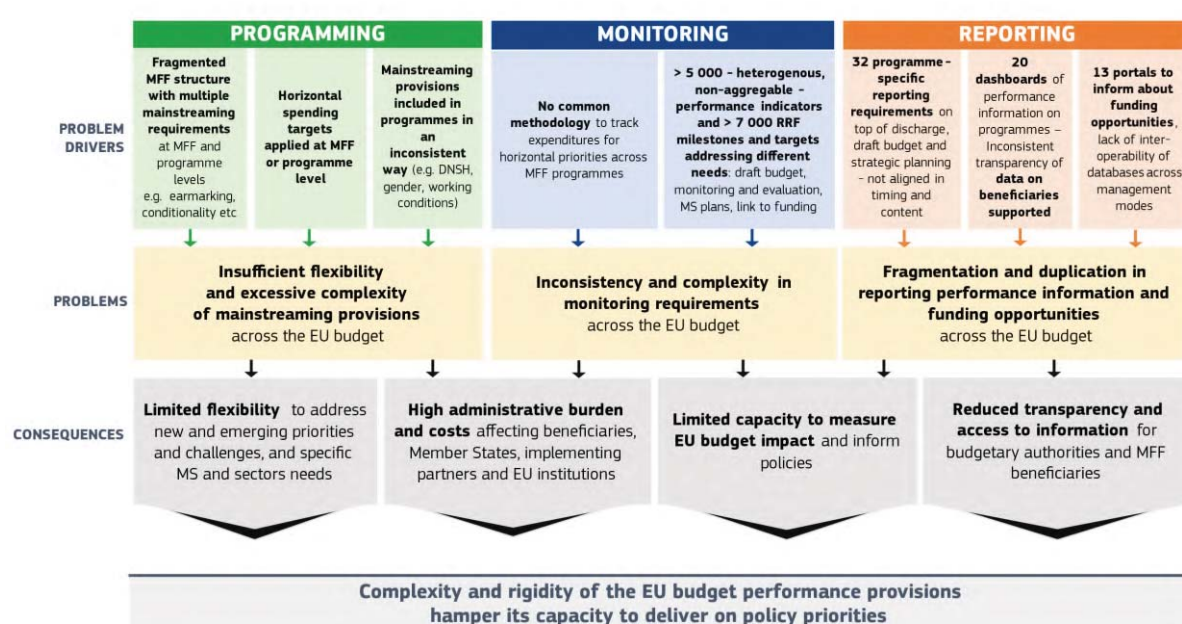 PROGRAMMING
MONITORING
REPORTING
PROBLEM
DRIVERS
Fragmented
MFF structure
with multiple
mainstreaming
requirements
at MFF and
programme
levels
e.g. earmarking,
conditionality etc
Horizontal
spending
targets
applied at MFF
or programme
level
Mainstreaming
provisions
included in
programmes in
an
inconsistent
way (e.g. DNSH,
gender, working
conditions)
No common
methodology to track
expenditures for
horizontal priorities across
MFF programmes
> 5 000 – heterogenous,
non-aggregable –
performance indicators
and > 7 000 RRF
milestones and targets
addressing different
needs: draft budget,
monitoring and evaluation,
MS plans, link to funding
32 programme-
specific
reporting
requirements on
top of discharge,
draft budget and
strategic planning
– not aligned in
timing and
content
20
dashboards of
performance
information on
programmes –
Inconsistent
transparency of
data on
beneficiaries
supported
13 portals to
inform about
funding
opportunities,
lack of inter-
operability of
databases across
management
modes
PROBLEMS
Insufficient flexibility
and excessive complexity
of mainstreaming provisions
across the EU budget
Inconsistency and complexity in
monitoring requirements
across the EU budget
Fragmentation and duplication in
reporting performance information and
funding opportunities
across the EU budget
CONSEQUENCES
Limited flexibility to address
new and emerging priorities
and challenges, and specific
MS and sectors needs
High administrative burden
and costs affecting beneficiaries,
Member States, implementing
partners and EU institutions
Limited capacity to measure
EU budget impact and inform
policies
Reduced transparency and
access to information for
budgetary authorities and MFF
beneficiaries
Complexity and rigidity of the EU budget performance provisions
hamper its capacity to deliver on policy priorities